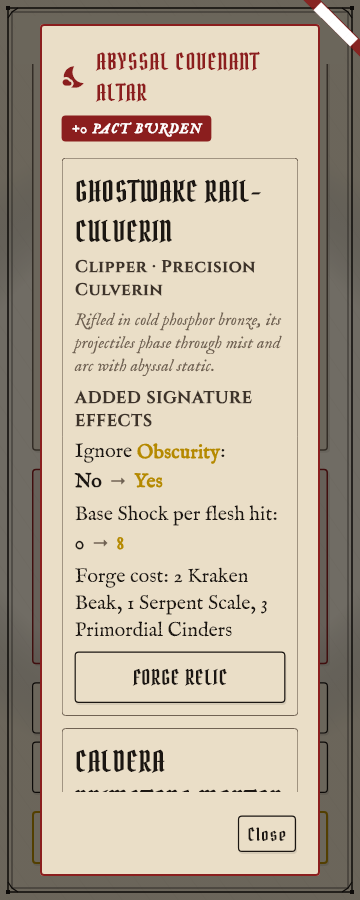 ABYSSAL COVENANT
ALTAR
+0 PACT BURDEN
GHOSTWAKE RAIL-
CULVERIN
CLIPPER · PRECISION
CULVERIN
Rifled in cold phosphor bronze, its
projectiles phase through mist and
arc with abyssal static.
ADDED SIGNATURE
EFFECTS
Ignore Obscurity:
No → Yes
Base Shock per flesh hit:
0 → 8
Forge cost: 2 Kraken
Beak, 1 Serpent Scale, 3
Primordial Cinders
FORGE RELIC
CALDERA
Close